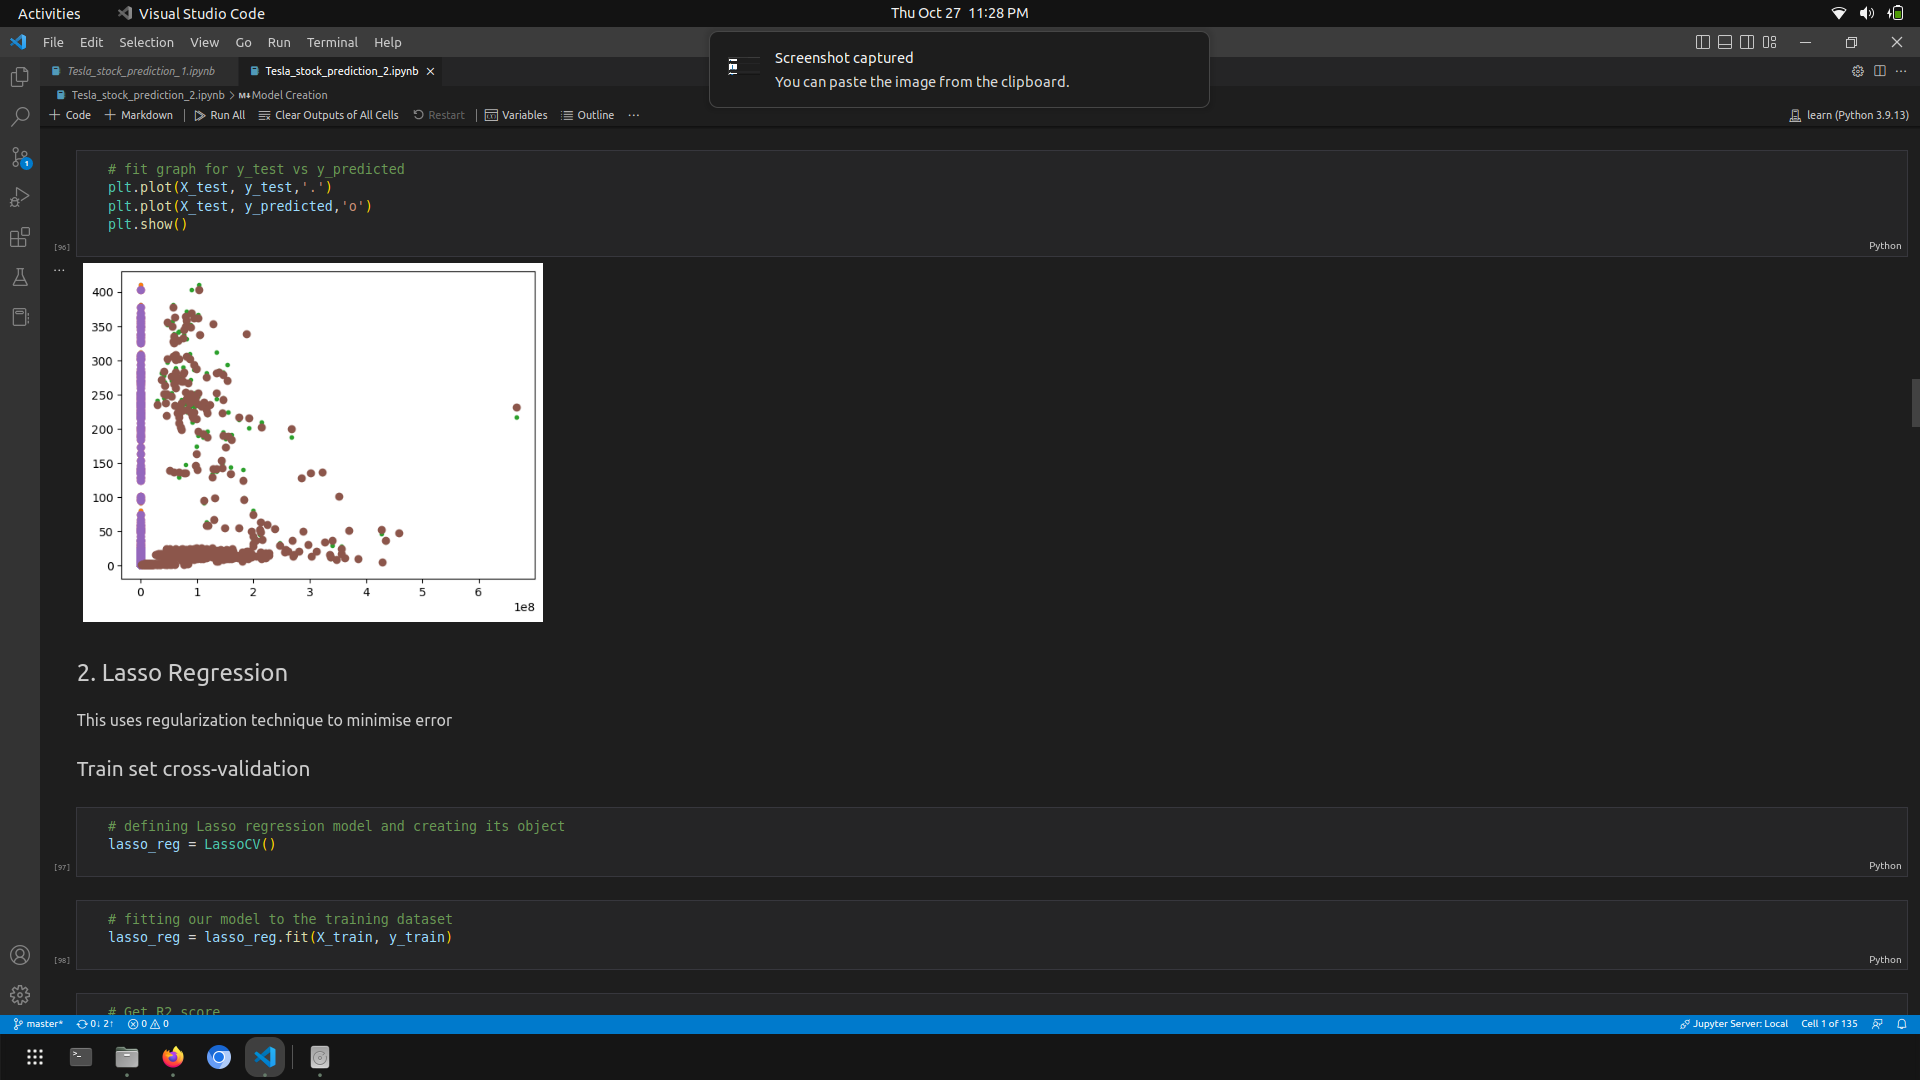 Activities Visual Studio Code Thu Oct 27 11:28 PM
File Edit Selection View Go Run Terminal Help
Screenshot captured
You can paste the image from the clipboard.
Tesla_stock_prediction_1.ipynb Tesla_stock_prediction_2.ipynb
Tesla_stock_prediction_2.ipynb > M↓ Model Creation
+ Code + Markdown Run All Clear Outputs of All Cells Restart Variables Outline ... learn (Python 3.9.13)
# fit graph for y_test vs y_predicted
plt.plot(X_test, y_test,'.')
plt.plot(X_test, y_predicted,'o')
plt.show()
[96] Python
...
400
350
300
250
200
150
100
50
0
0 1 2 3 4 5 6
1e8
2. Lasso Regression
This uses regularization technique to minimise error
Train set cross-validation
# defining Lasso regression model and creating its object
lasso_reg = LassoCV()
[97] Python
# fitting our model to the training dataset
lasso_reg = lasso_reg.fit(X_train, y_train)
[98] Python
# Get R2 score
1
master* 0↓ 2↑ 0 0 Jupyter Server: Local Cell 1 of 135